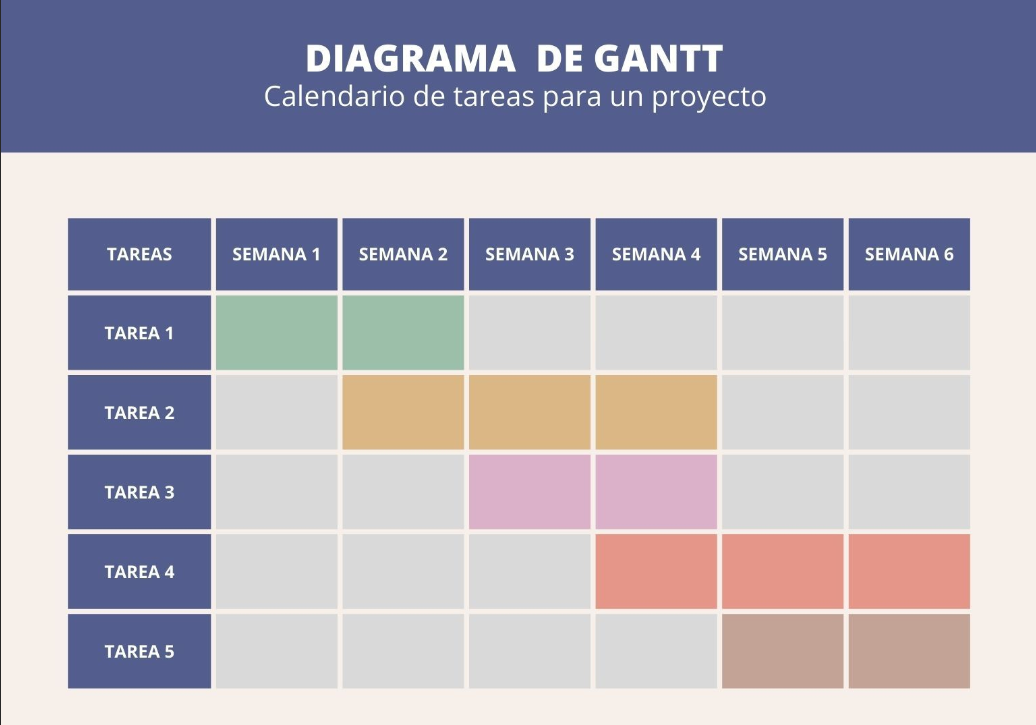 DIAGRAMA DE GANTT
Calendario de tareas para un proyecto
TAREAS SEMANA 1 SEMANA 2 SEMANA 3 SEMANA 4 SEMANA 5 SEMANA 6
TAREA 1
TAREA 2
TAREA 3
TAREA 4
TAREA 5